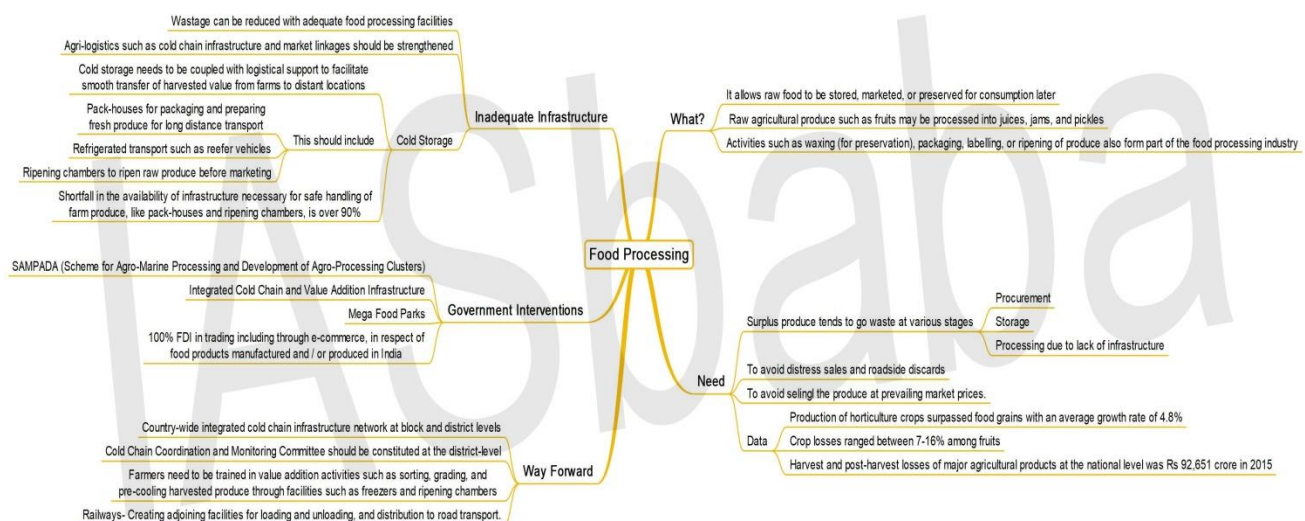 Food Processing
What?
It allows raw food to be stored, marketed, or preserved for consumption later
Raw agricultural produce such as fruits may be processed into juices, jams, and pickles
Activities such as waxing (for preservation), packaging, labelling, or ripening of produce also form part of the food processing industry
Need
Surplus produce tends to go waste at various stages
Procurement
Storage
Processing due to lack of infrastructure
To avoid distress sales and roadside discards
To avoid selingl the produce at prevailing market prices.
Data
Production of horticulture crops surpassed food grains with an average growth rate of 4.8%
Crop losses ranged between 7-16% among fruits
Harvest and post-harvest losses of major agricultural products at the national level was Rs 92,651 crore in 2015
Inadequate Infrastructure
Wastage can be reduced with adequate food processing facilities
Agri-logistics such as cold chain infrastructure and market linkages should be strengthened
Cold Storage
Cold storage needs to be coupled with logistical support to facilitate
smooth transfer of harvested value from farms to distant locations
This should include
Pack-houses for packaging and preparing
fresh produce for long distance transport
Refrigerated transport such as reefer vehicles
Ripening chambers to ripen raw produce before marketing
Shortfall in the availability of infrastructure necessary for safe handling of
farm produce, like pack-houses and ripening chambers, is over 90%
Government Interventions
SAMPADA (Scheme for Agro-Marine Processing and Development of Agro-Processing Clusters)
Integrated Cold Chain and Value Addition Infrastructure
Mega Food Parks
100% FDI in trading including through e-commerce, in respect of
food products manufactured and / or produced in India
Way Forward
Country-wide integrated cold chain infrastructure network at block and district levels
Cold Chain Coordination and Monitoring Committee should be constituted at the district-level
Farmers need to be trained in value addition activities such as sorting, grading, and
pre-cooling harvested produce through facilities such as freezers and ripening chambers
Railways- Creating adjoining facilities for loading and unloading, and distribution to road transport.
IASbaba